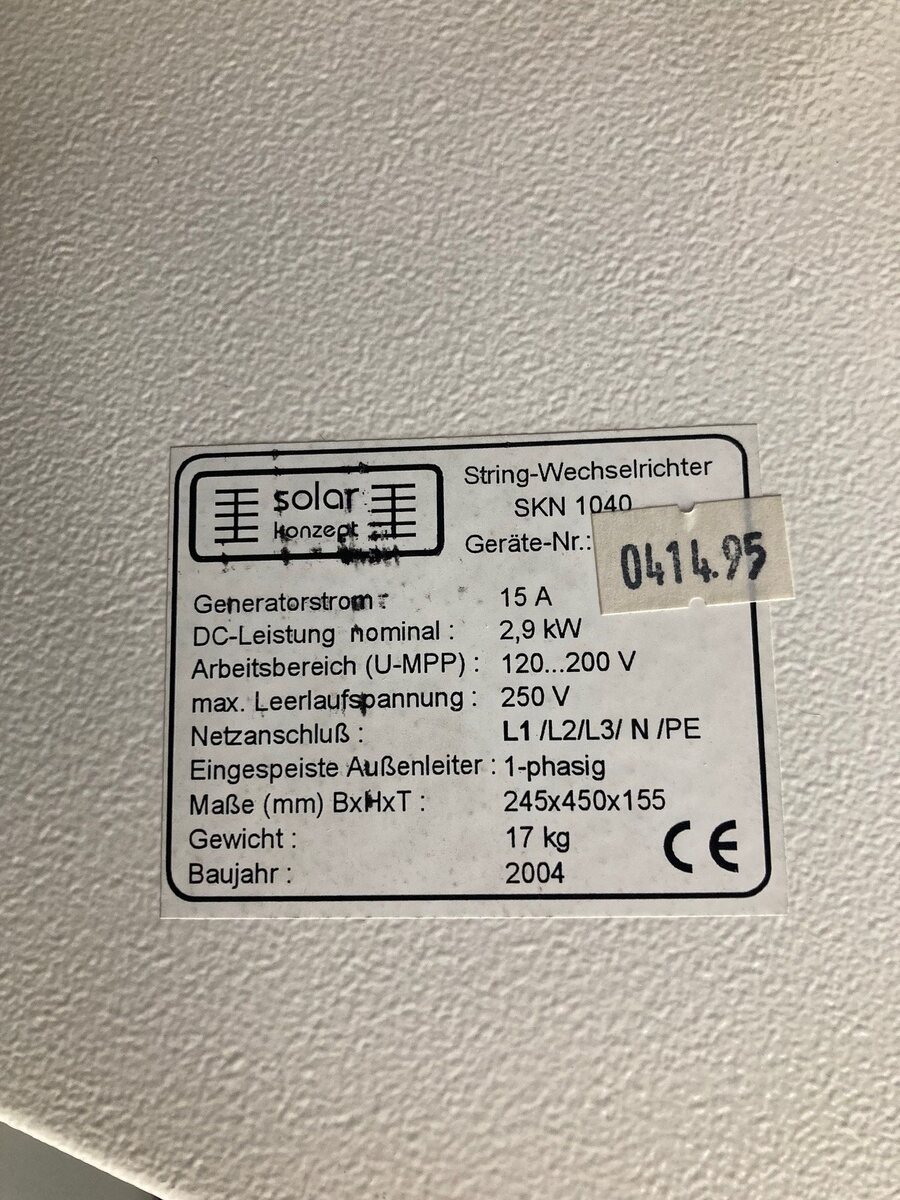 solar
konzept
String-Wechselrichter
SKN 1040
Geräte-Nr.:
0414.95
Generatorstrom : 15 A
DC-Leistung nominal : 2,9 kW
Arbeitsbereich (U-MPP) : 120...200 V
max. Leerlaufspannung : 250 V
Netzanschluß : L1 /L2/L3/ N /PE
Eingespeiste Außenleiter : 1-phasig
Maße (mm) BxHxT : 245x450x155
Gewicht : 17 kg
Baujahr : 2004
CE